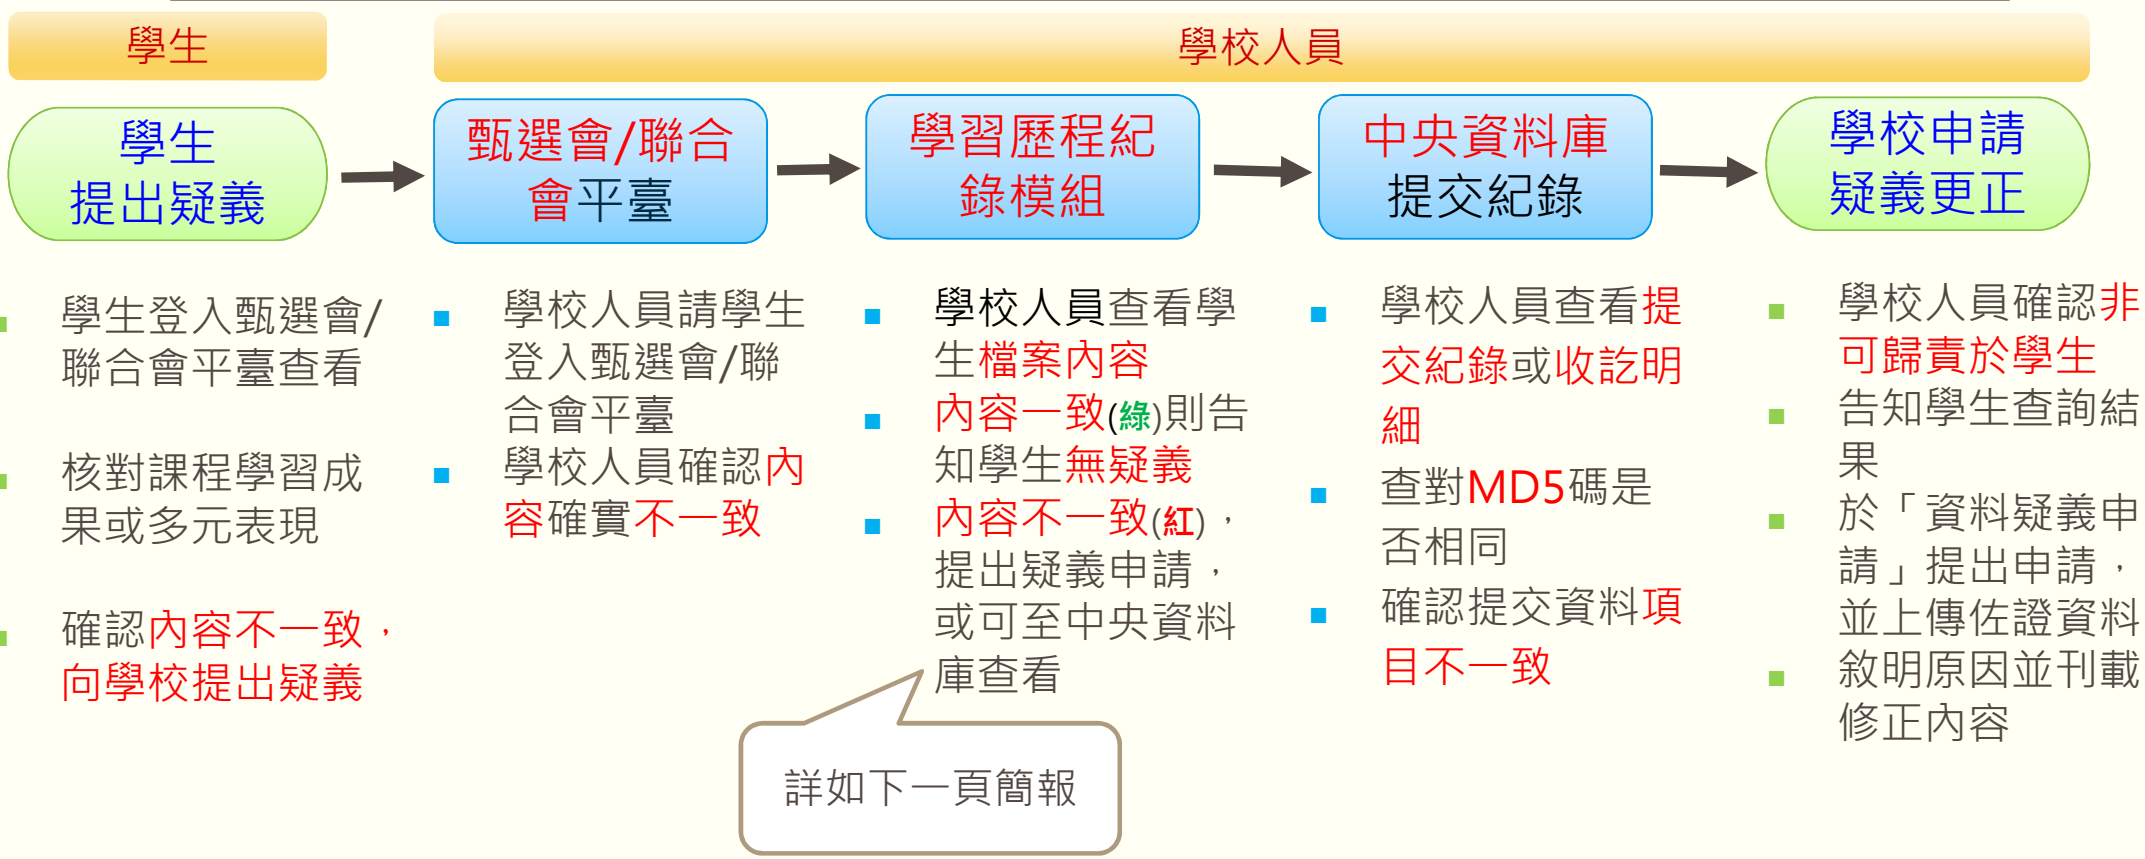 學生
學校人員
學生
提出疑義
甄選會/聯合
會平臺
學習歷程紀
錄模組
中央資料庫
提交紀錄
學校申請
疑義更正
學生登入甄選會/
聯合會平臺查看
核對課程學習成
果或多元表現
確認內容不一致，
向學校提出疑義
學校人員請學生
登入甄選會/聯
合會平臺
學校人員確認內
容確實不一致
學校人員查看學
生檔案內容
內容一致(綠)則告
知學生無疑義
內容不一致(紅)，
提出疑義申請，
或可至中央資料
庫查看
學校人員查看提
交紀錄或收訖明
細
查對MD5碼是
否相同
確認提交資料項
目不一致
學校人員確認非
可歸責於學生
告知學生查詢結
果
於「資料疑義申
請」提出申請，
並上傳佐證資料
敘明原因並刊載
修正內容
詳如下一頁簡報